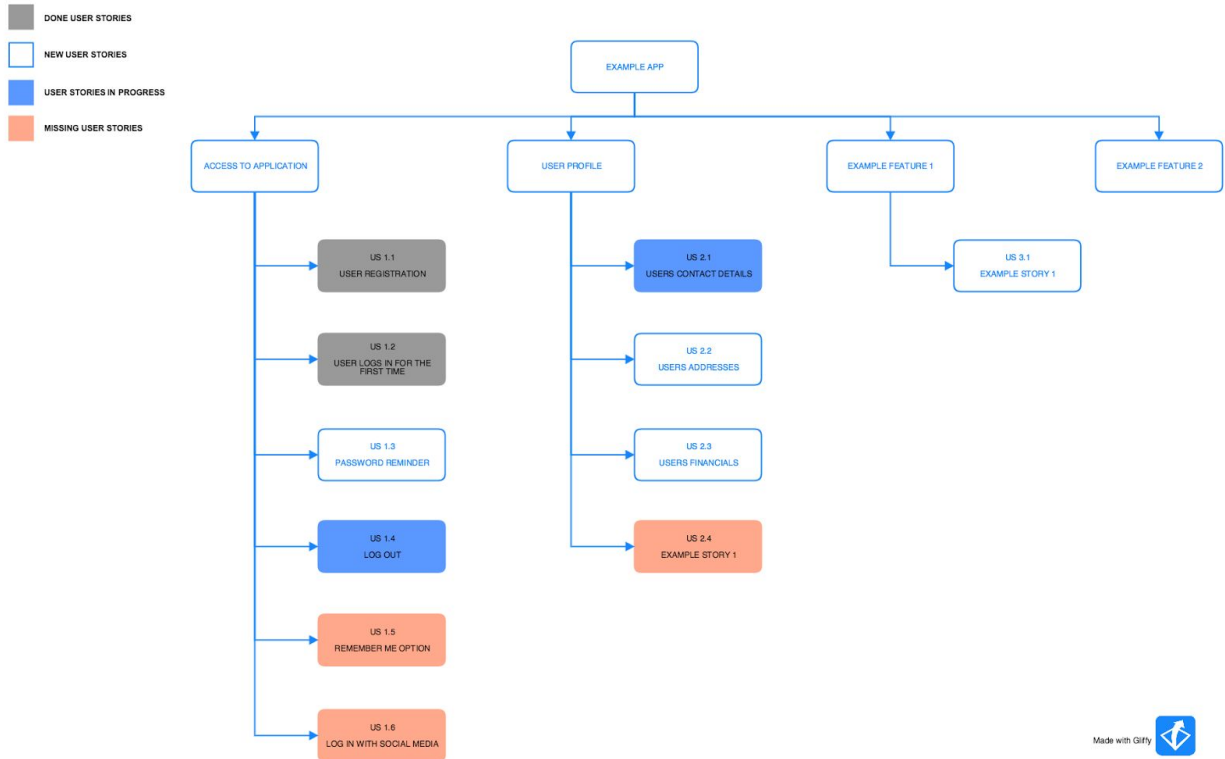 DONE USER STORIES
NEW USER STORIES
USER STORIES IN PROGRESS
MISSING USER STORIES
EXAMPLE APP
ACCESS TO APPLICATION
USER PROFILE
EXAMPLE FEATURE 1
EXAMPLE FEATURE 2
US 1.1
USER REGISTRATION
US 1.2
USER LOGS IN FOR THE
FIRST TIME
US 1.3
PASSWORD REMINDER
US 1.4
LOG OUT
US 1.5
REMEMBER ME OPTION
US 1.6
LOG IN WITH SOCIAL MEDIA
US 2.1
USERS CONTACT DETAILS
US 2.2
USERS ADDRESSES
US 2.3
USERS FINANCIALS
US 2.4
EXAMPLE STORY 1
US 3.1
EXAMPLE STORY 1
Made with Gliffy